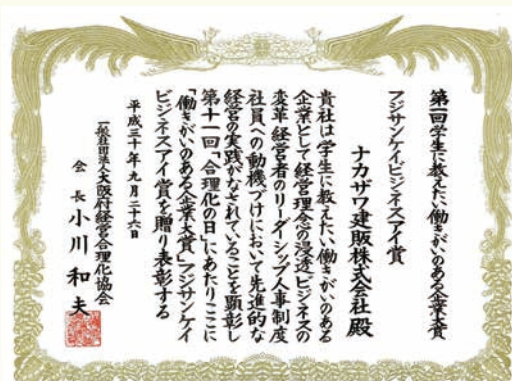 第一回学生に教えたい働きがいのある企業大賞
フジサンケイビジネスアイ賞
ナカザワ建販株式会社 殿
貴社は学生に教えたい働きがいのある
企業として経営理念の浸透、ビジネスの
変革、経営者のリーダーシップ、人事制度
社員への動機づけにおいて先進的な
経営の実践がなされていることを顕彰し
第十一回「合理化の日」にあたりここに
「働きがいのある企業大賞」フジサンケイ
ビジネスアイ賞を贈り表彰する
平成三十年九月二十六日
一般社団法人大阪府経営合理化協会
会長 小川和夫